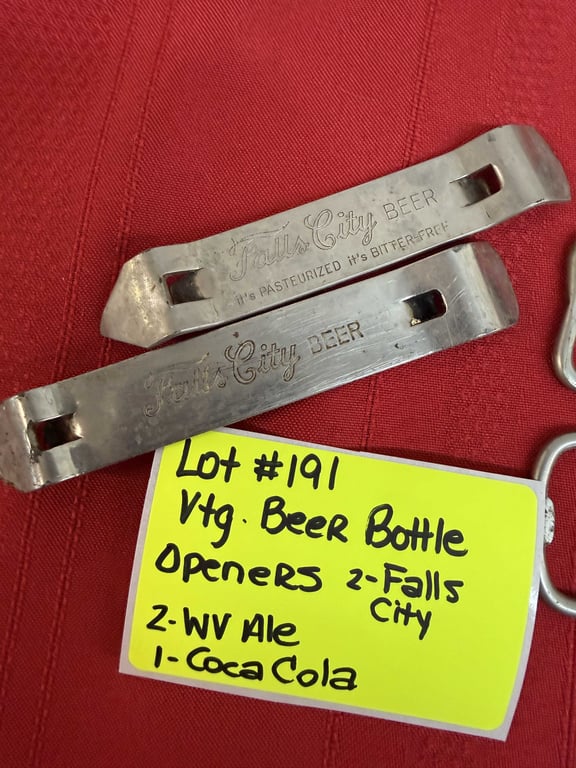 Falls City BEER
it's PASTEURIZED it's BITTER-FREE
Falls City BEER
Lot #191
Vtg. Beer Bottle
Openers 2-Falls
City
2-WV Ale
1-Coca Cola